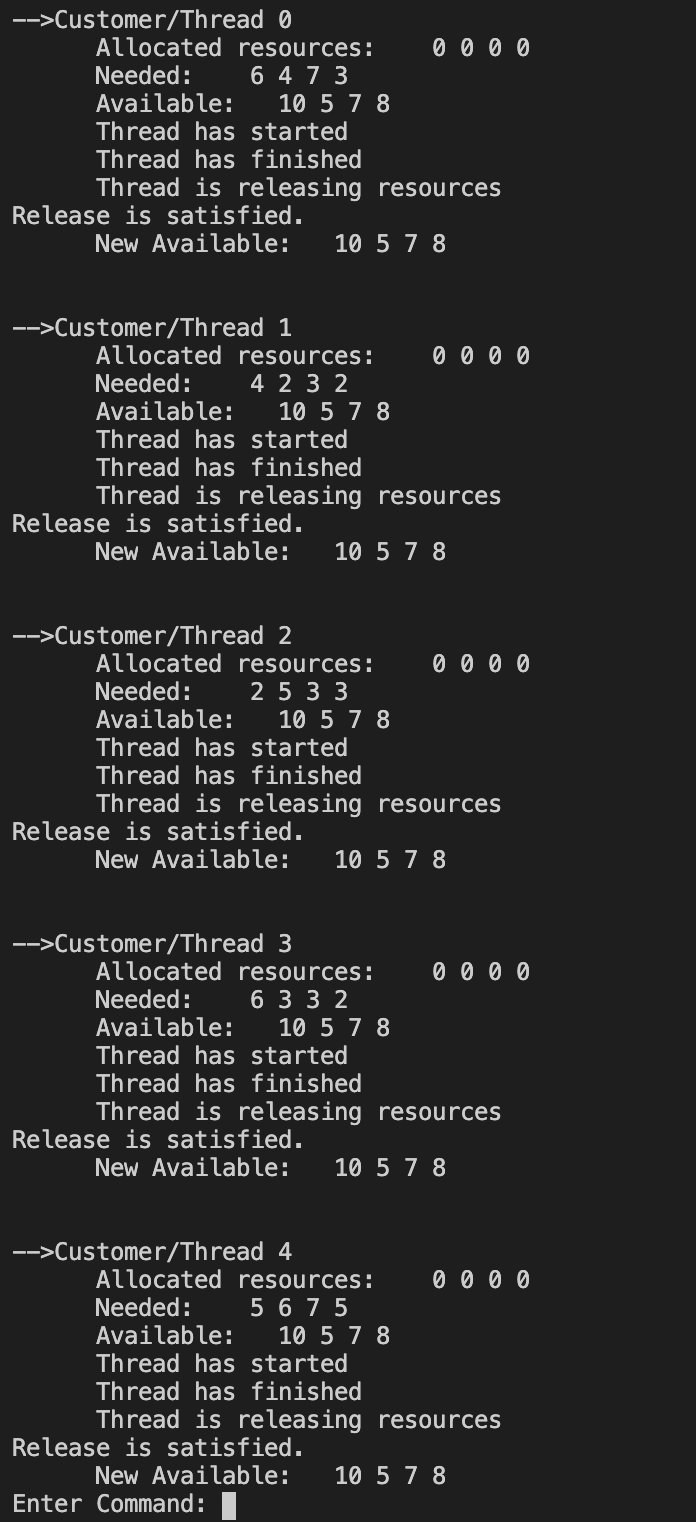 -->Customer/Thread 0
Allocated resources: 0 0 0 0
Needed: 6 4 7 3
Available: 10 5 7 8
Thread has started
Thread has finished
Thread is releasing resources
Release is satisfied.
New Available: 10 5 7 8
-->Customer/Thread 1
Allocated resources: 0 0 0 0
Needed: 4 2 3 2
Available: 10 5 7 8
Thread has started
Thread has finished
Thread is releasing resources
Release is satisfied.
New Available: 10 5 7 8
-->Customer/Thread 2
Allocated resources: 0 0 0 0
Needed: 2 5 3 3
Available: 10 5 7 8
Thread has started
Thread has finished
Thread is releasing resources
Release is satisfied.
New Available: 10 5 7 8
-->Customer/Thread 3
Allocated resources: 0 0 0 0
Needed: 6 3 3 2
Available: 10 5 7 8
Thread has started
Thread has finished
Thread is releasing resources
Release is satisfied.
New Available: 10 5 7 8
-->Customer/Thread 4
Allocated resources: 0 0 0 0
Needed: 5 6 7 5
Available: 10 5 7 8
Thread has started
Thread has finished
Thread is releasing resources
Release is satisfied.
New Available: 10 5 7 8
Enter Command: